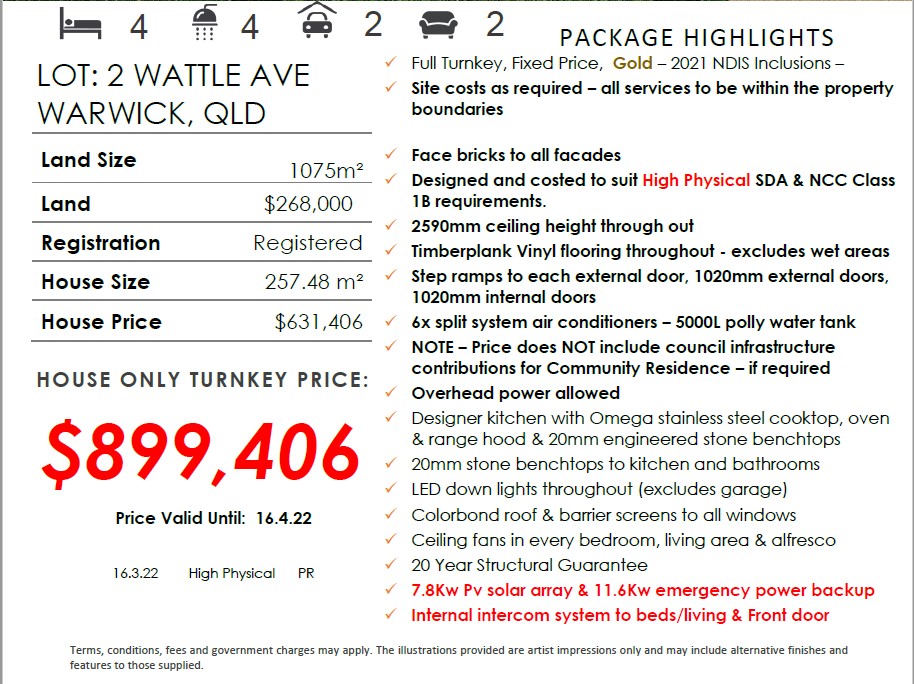 4 4 2 2
LOT: 2 WATTLE AVE
WARWICK, QLD
Land Size 1075m²
Land $268,000
Registration Registered
House Size 257.48 m²
House Price $631,406
HOUSE ONLY TURNKEY PRICE:
$899,406
Price Valid Until: 16.4.22
16.3.22 High Physical PR
PACKAGE HIGHLIGHTS
✓ Full Turnkey, Fixed Price, Gold – 2021 NDIS Inclusions –
✓ Site costs as required – all services to be within the property
boundaries
✓ Face bricks to all facades
✓ Designed and costed to suit High Physical SDA & NCC Class
1B requirements.
✓ 2590mm ceiling height through out
✓ Timberplank Vinyl flooring throughout - excludes wet areas
✓ Step ramps to each external door, 1020mm external doors,
1020mm internal doors
✓ 6x split system air conditioners – 5000L polly water tank
✓ NOTE – Price does NOT include council infrastructure
contributions for Community Residence – if required
✓ Overhead power allowed
✓ Designer kitchen with Omega stainless steel cooktop, oven
& range hood & 20mm engineered stone benchtops
✓ 20mm stone benchtops to kitchen and bathrooms
✓ LED down lights throughout (excludes garage)
✓ Colorbond roof & barrier screens to all windows
✓ Ceiling fans in every bedroom, living area & alfresco
✓ 20 Year Structural Guarantee
✓ 7.8Kw Pv solar array & 11.6Kw emergency power backup
✓ Internal intercom system to beds/living & Front door
Terms, conditions, fees and government charges may apply. The illustrations provided are artist impressions only and may include alternative finishes and
features to those supplied.